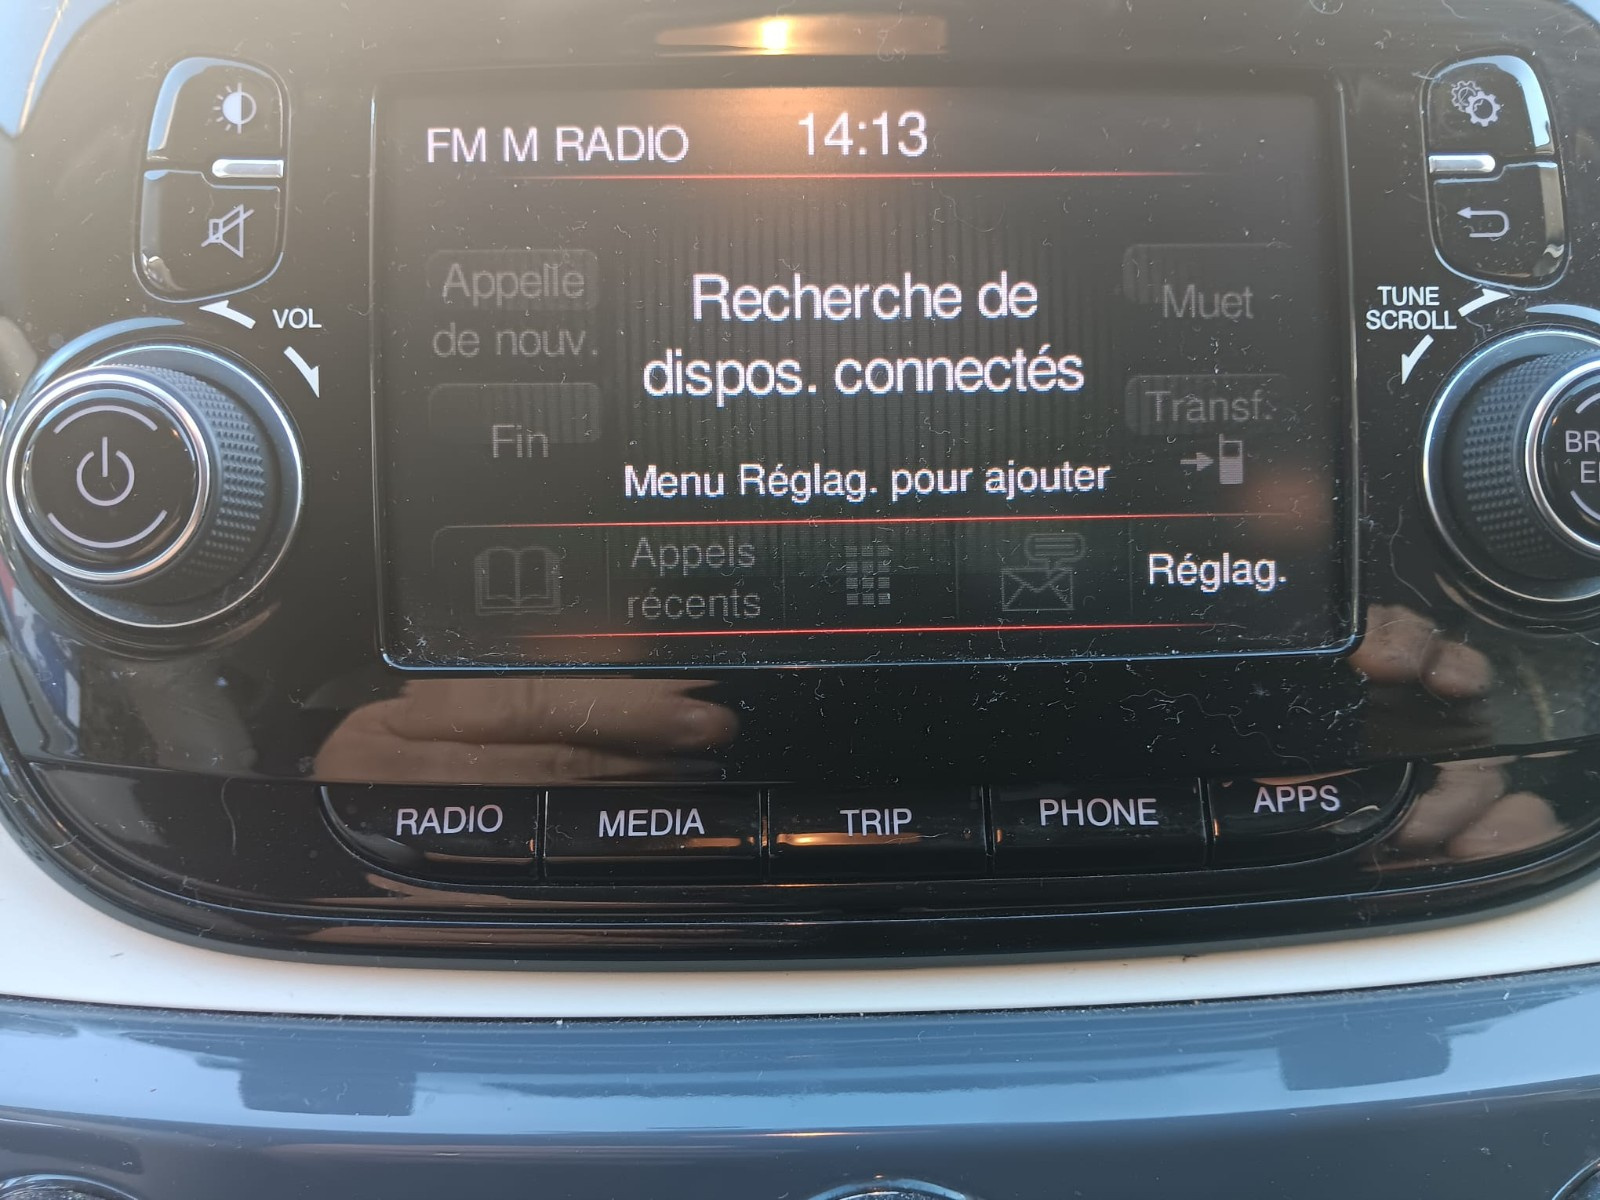 FM M RADIO 14:13
Appelle
de nouv.
Recherche de
dispos. connectés
Muet
Fin
Transf.
Menu Réglag. pour ajouter
Appels
récents
Réglag.
VOL
TUNE
SCROLL
RADIO MEDIA TRIP PHONE APPS